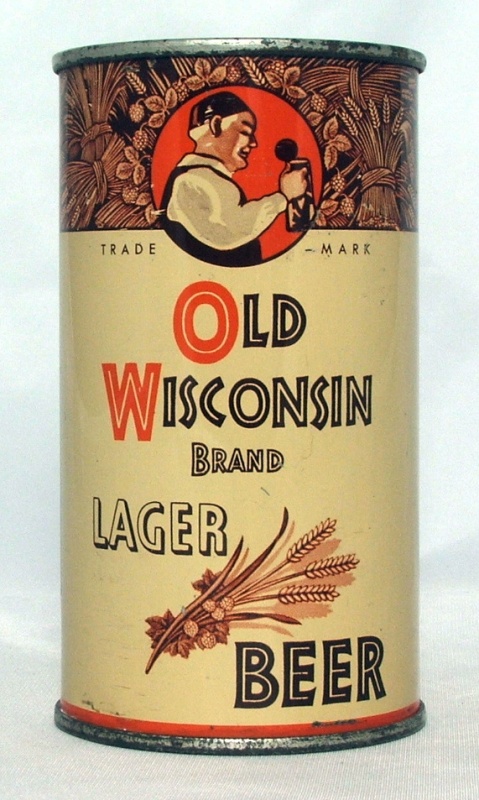 TRADE MARK
OLD
WISCONSIN
BRAND
LAGER
BEER